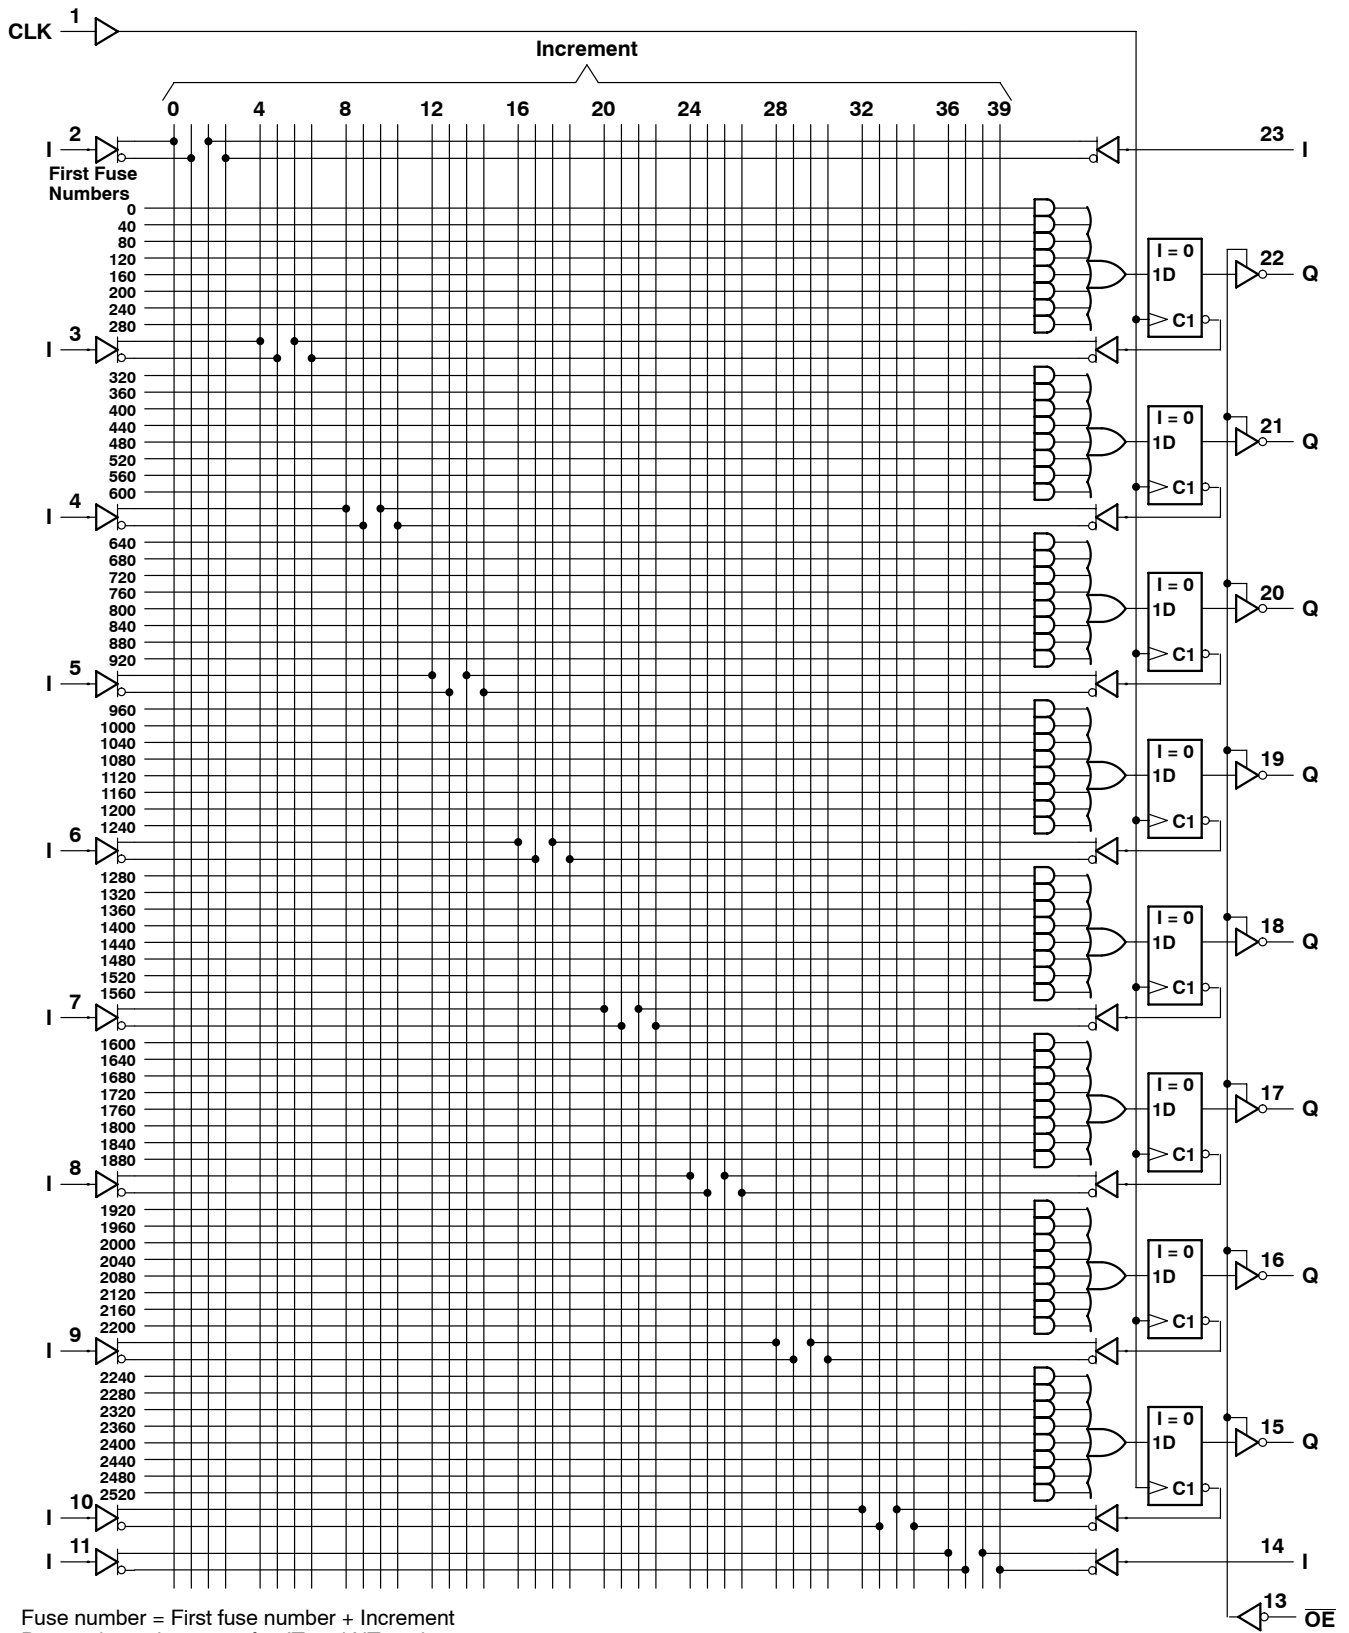 CLK 1
Increment
0 4 8 12 16 20 24 28 32 36 39
I 2 23 I
First Fuse
Numbers
0
40
80 I = 0
120 22
160 1D Q
200
240
280 C1
I 3
320
360
400 I = 0
440 21
480 1D Q
520
560
600 C1
I 4
640
680
720 I = 0
760 20
800 1D Q
840
880
920 C1
I 5
960
1000
1040 I = 0
1080 19
1120 1D Q
1160
1200
1240 C1
I 6
1280
1320
1360 I = 0
1400 18
1440 1D Q
1480
1520
1560 C1
I 7
1600
1640
1680 I = 0
1720 17
1760 1D Q
1800
1840
1880 C1
I 8
1920
1960
2000 I = 0
2040 16
2080 1D Q
2120
2160
2200 C1
I 9
2240
2280
2320 I = 0
2360 15
2400 1D Q
2440
2480
2520 C1
I 10
I 11 14 I
13 OE
Fuse number = First fuse number + Increment